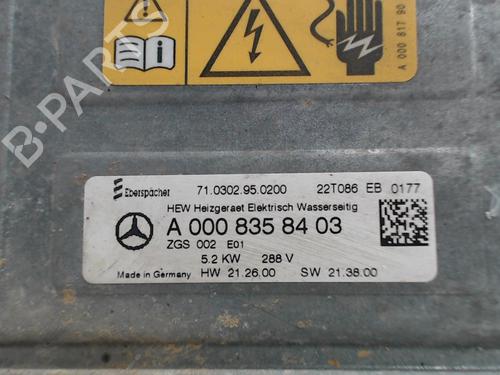 A 000 817 90
B-PARTS
Eberspächer
71.0302.95.0200
22T086 EB 0177
HEW Heizgeraet Elektrisch Wasserseitig
A 000 835 84 03
ZGS 002 E01
5.2 KW 288 V
Made in Germany HW 21.26.00 SW 21.38.00